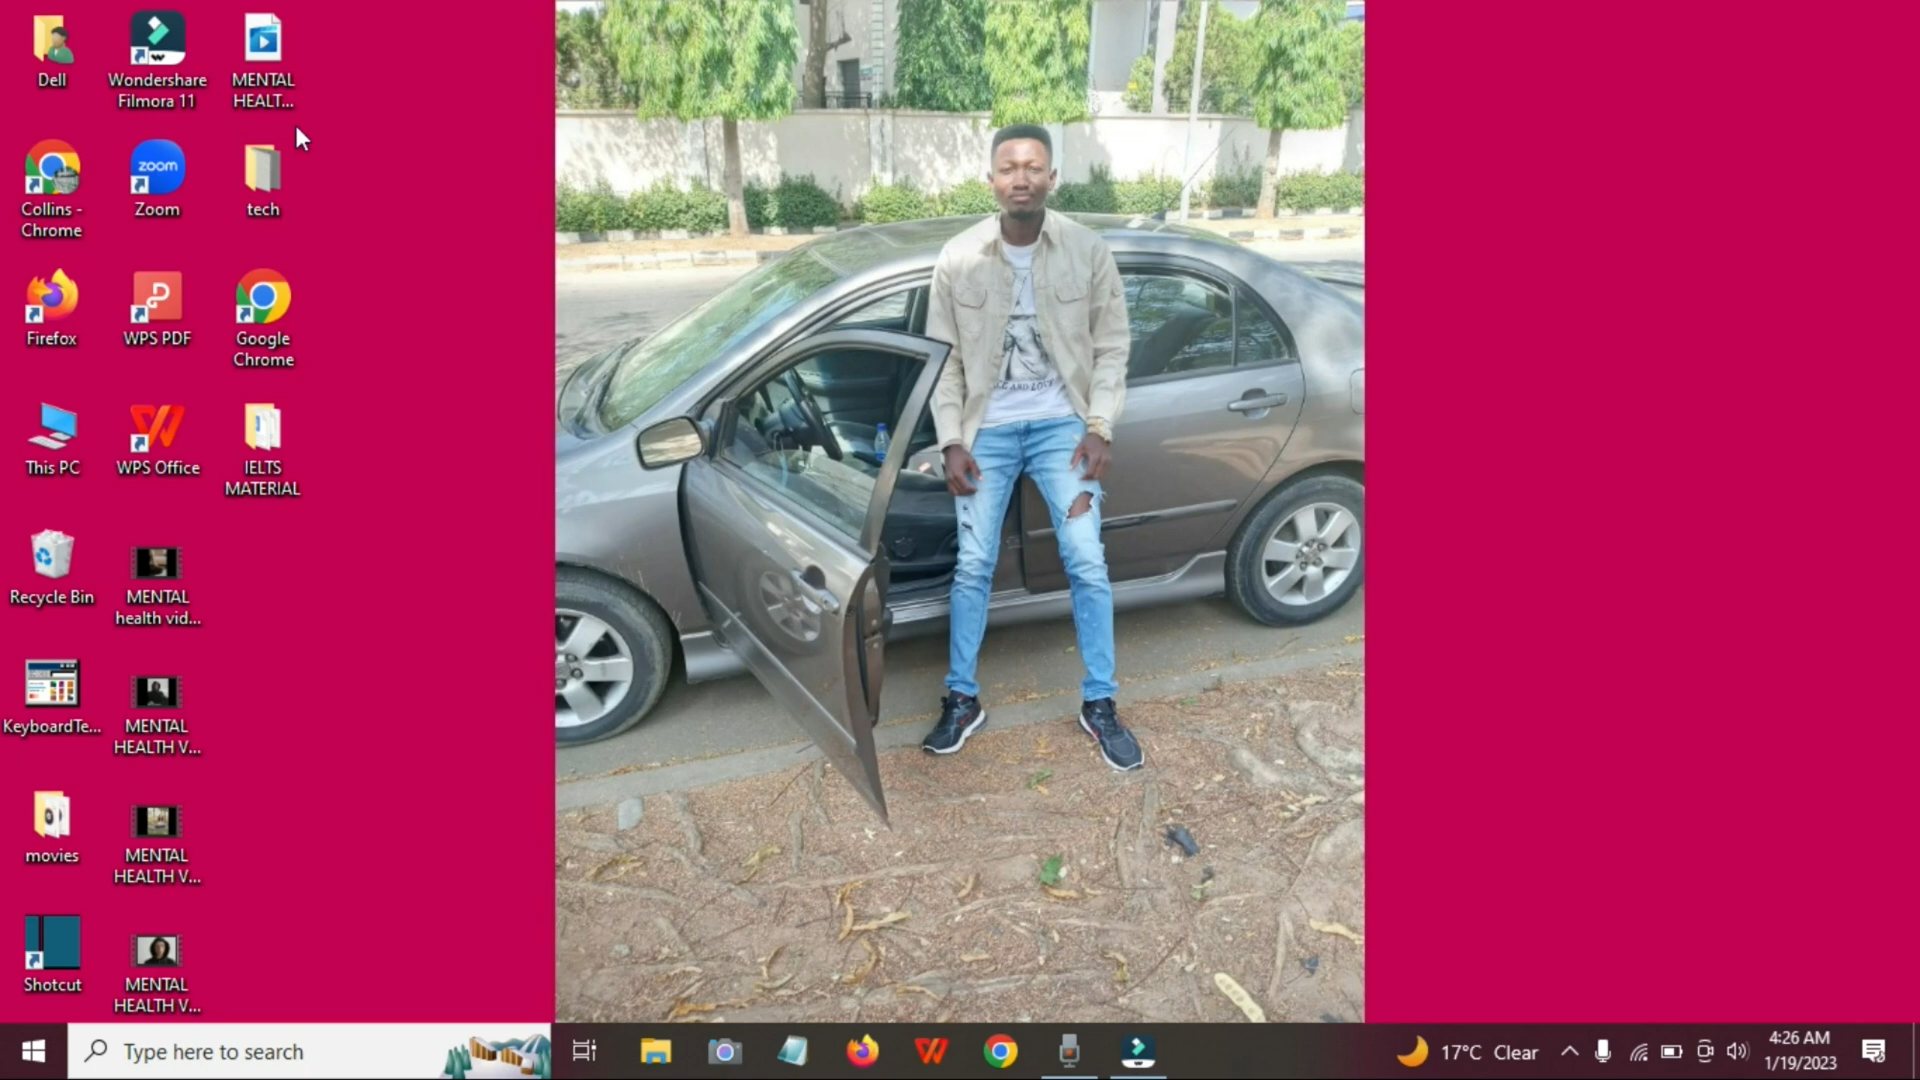 Dell
Wondershare
Filmora 11
MENTAL
HEALT...
Collins -
Chrome
zoom
Zoom
tech
Firefox
WPS PDF
Google
Chrome
This PC
WPS Office
IELTS
MATERIAL
Recycle Bin
MENTAL
health vid...
KeyboardTe...
MENTAL
HEALTH V...
movies
MENTAL
HEALTH V...
Shotcut
MENTAL
HEALTH V...
AND LOVE
Type here to search
17°C Clear
4:26 AM
1/19/2023